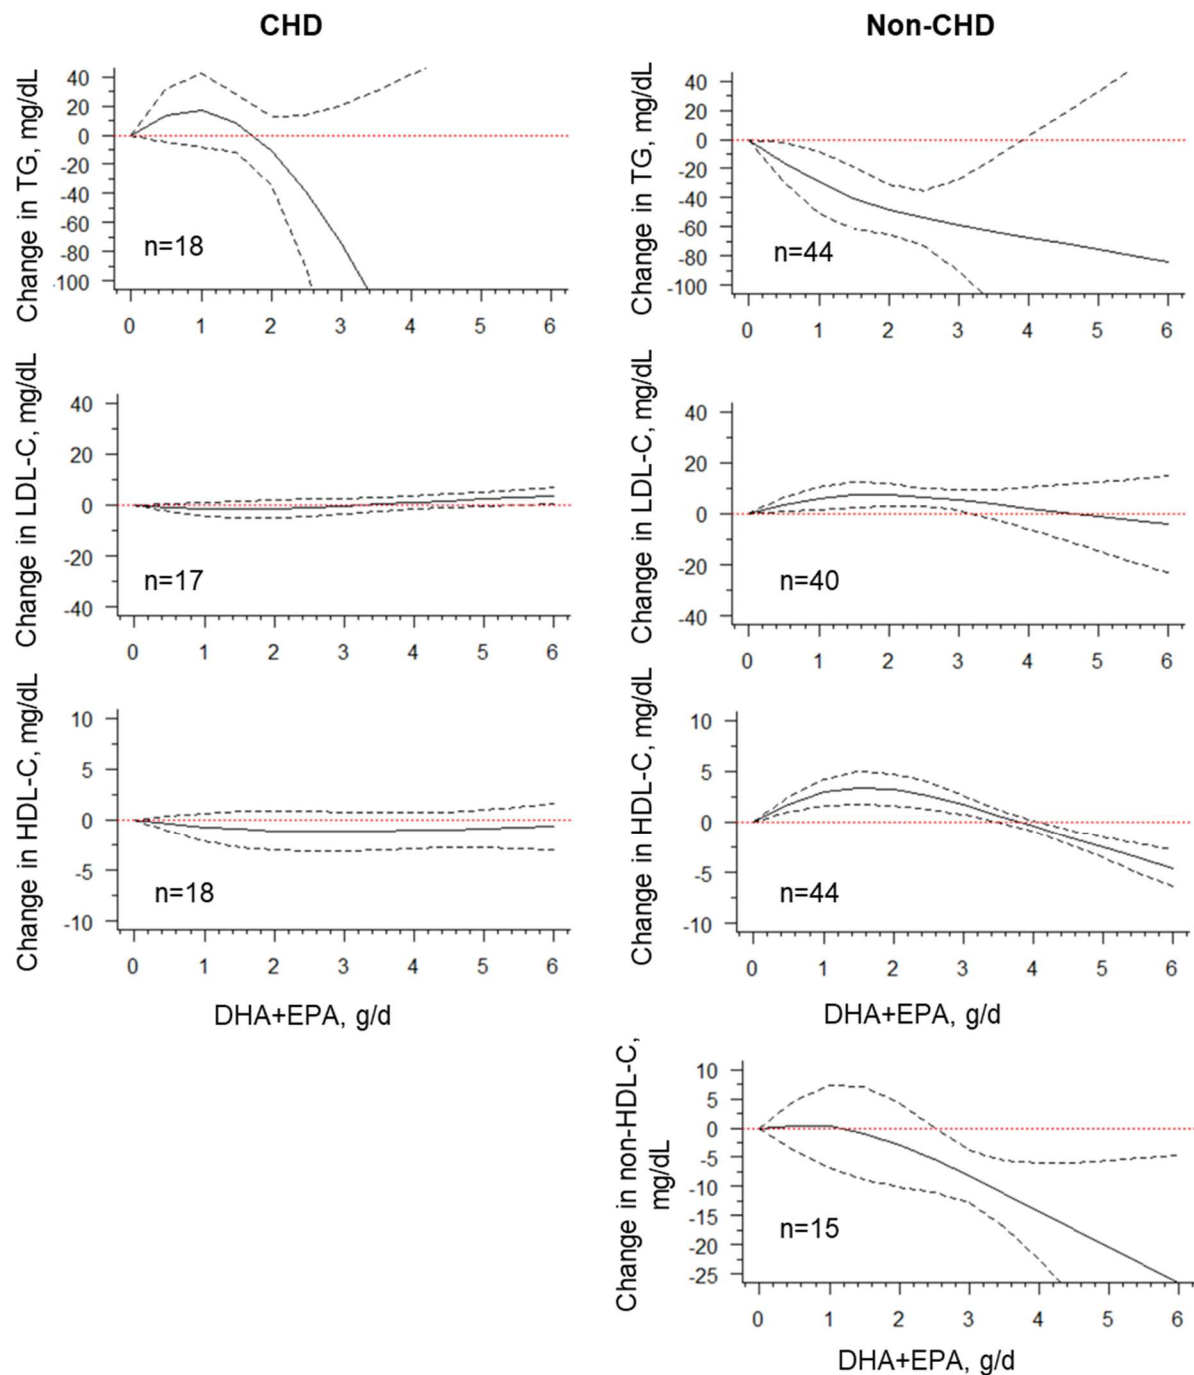 CHD
Non-CHD
Change in TG, mg/dL
40
20
0
-20
-40
-60
-80
100
n=18
0 1 2 3 4 5 6
Change in TG, mg/dL
40
20
0
-20
-40
-60
-80
-100
n=44
0 1 2 3 4 5 6
Change in LDL-C, mg/dL
40
20
0
-20
-40
n=17
0 1 2 3 4 5 6
Change in LDL-C, mg/dL
40
20
0
-20
-40
n=40
0 1 2 3 4 5 6
Change in HDL-C, mg/dL
10
5
0
-5
-10
n=18
0 1 2 3 4 5 6
DHA+EPA, g/d
Change in HDL-C, mg/dL
10
5
0
-5
-10
n=44
0 1 2 3 4 5 6
DHA+EPA, g/d
Change in non-HDL-C,
mg/dL
10
5
0
-5
-10
-15
-20
-25
n=15
0 1 2 3 4 5 6
DHA+EPA, g/d